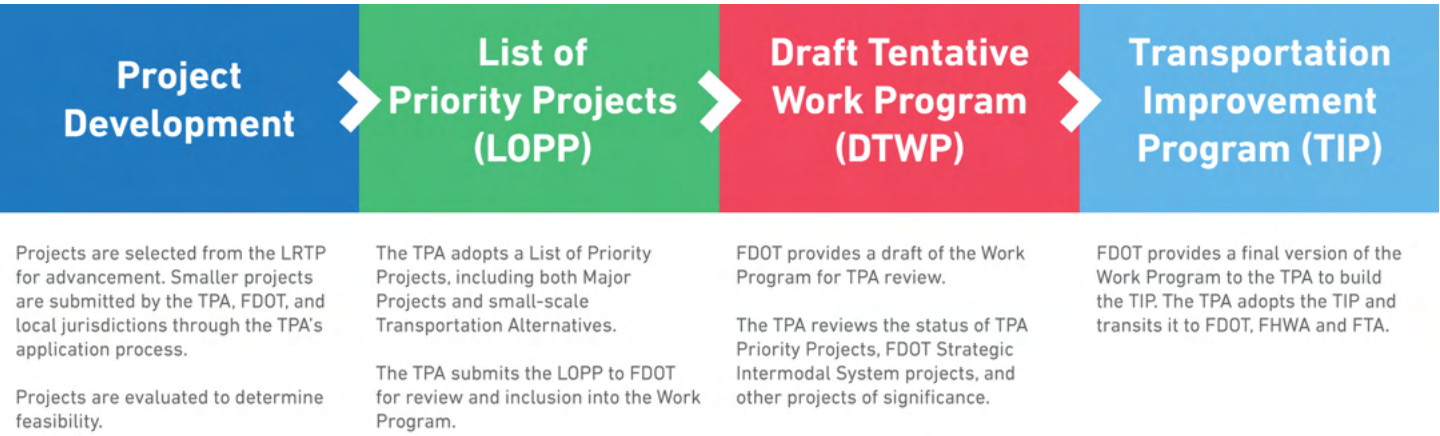 Project
Development
List of
Priority Projects
(LOPP)
Draft Tentative
Work Program
(DTWP)
Transportation
Improvement
Program (TIP)
Projects are selected from the LRTP
for advancement. Smaller projects
are submitted by the TPA, FDOT, and
local jurisdictions through the TPA's
application process.
Projects are evaluated to determine
feasibility.
The TPA adopts a List of Priority
Projects, including both Major
Projects and small-scale
Transportation Alternatives.
The TPA submits the LOPP to FDOT
for review and inclusion into the Work
Program.
FDOT provides a draft of the Work
Program for TPA review.
The TPA reviews the status of TPA
Priority Projects, FDOT Strategic
Intermodal System projects, and
other projects of significance.
FDOT provides a final version of the
Work Program to the TPA to build
the TIP. The TPA adopts the TIP and
transits it to FDOT, FHWA and FTA.